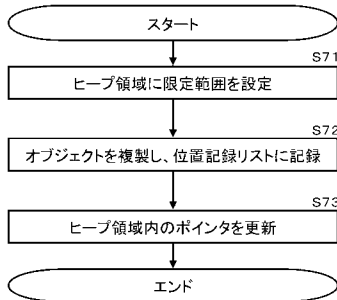 スタート
S71
ヒープ領域に限定範囲を設定
S72
オブジェクトを複製し、位置記録リストに記録
S73
ヒープ領域内のポインタを更新
エンド